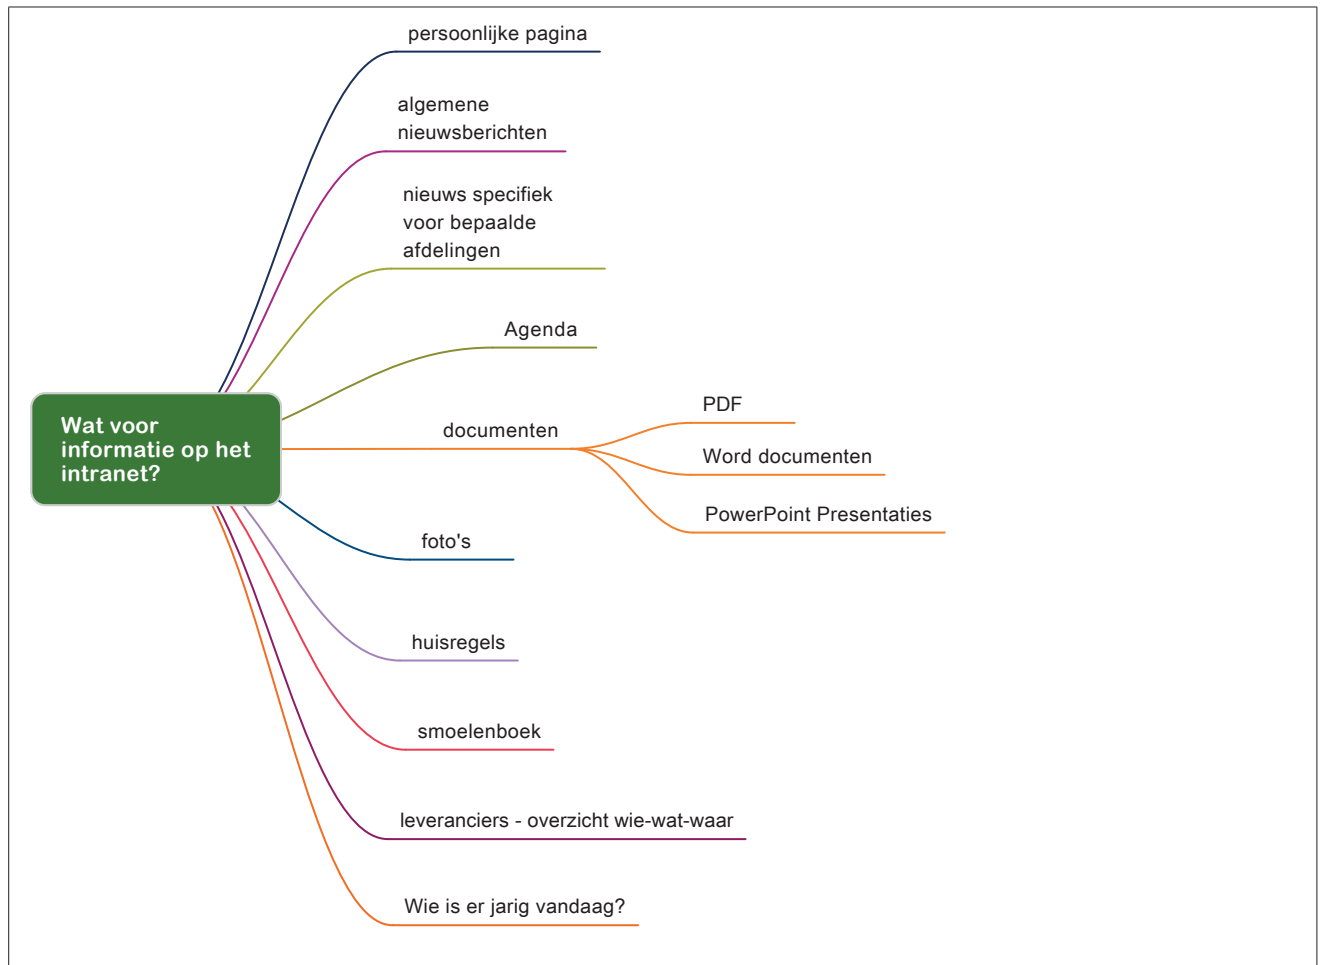 persoonlijke pagina
algemene
nieuwsberichten
nieuws specifiek
voor bepaalde
afdelingen
Agenda
Wat voor
informatie op het
intranet?
documenten
PDF
Word documenten
PowerPoint Presentaties
foto's
huisregels
smoelenboek
leveranciers - overzicht wie-wat-waar
Wie is er jarig vandaag?